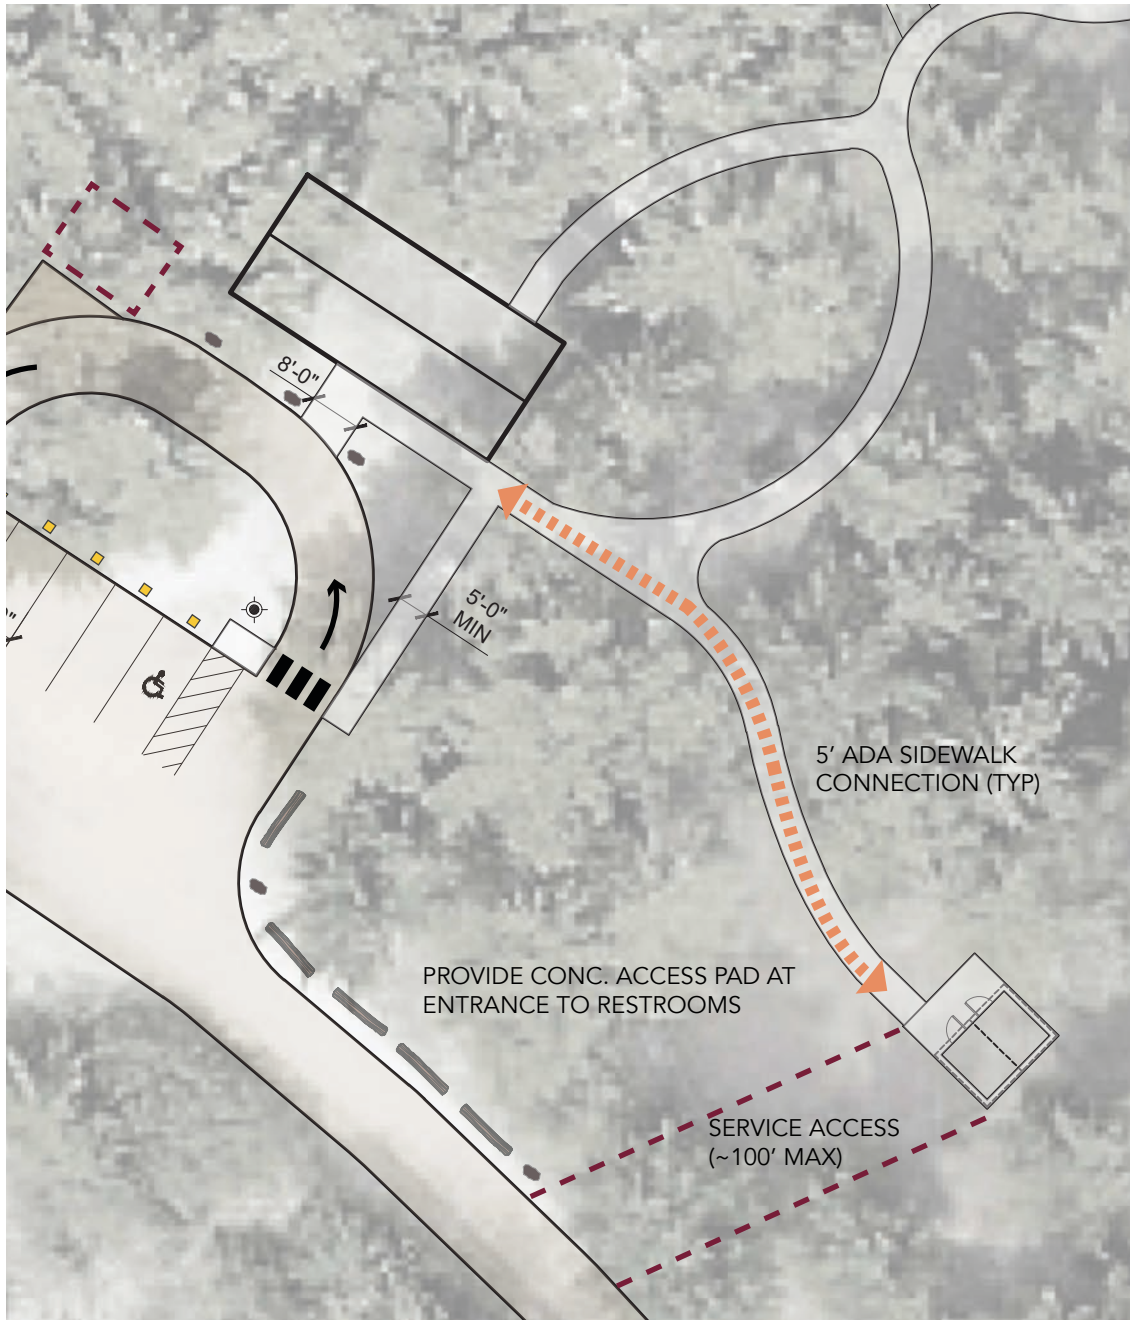 8'-0"
5'-0"
MIN
5' ADA SIDEWALK
CONNECTION (TYP)
PROVIDE CONC. ACCESS PAD AT
ENTRANCE TO RESTROOMS
SERVICE ACCESS
(~100' MAX)